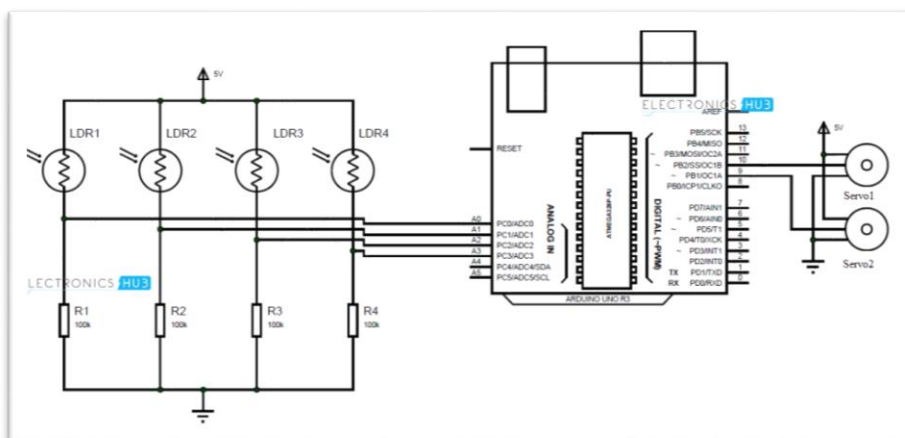 5V
LDR1
LDR2
LDR3
LDR4
R1
100k
R2
100k
R3
100k
R4
100k
LECTRONICS HU3
ELECTRONICS HU3
AREF
RESET
PB5/SCK 13
PB4/MISO 12
~ PB3/MOSI/OC2A 11
~ PB2/SS/OC1B 10
~ PB1/OC1A 9
PB0/ICP1/CLKO 8
PD7/AIN1 7
~ PD6/AIN0 6
~ PD5/T1 5
PD4/T0/XCK 4
~ PD3/INT1 3
PD2/INT0 2
TX PD1/TXD 1
RX PD0/RXD 0
A0 PC0/ADC0
A1 PC1/ADC1
A2 PC2/ADC2
A3 PC3/ADC3
A4 PC4/ADC4/SDA
A5 PC5/ADC5/SCL
ANALOG IN
ATMEGA328P-PU
DIGITAL (~PWM)
ARDUINO UNO R3
5V
Servo1
Servo2